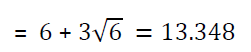 = 6 + 3√6 = 13.348